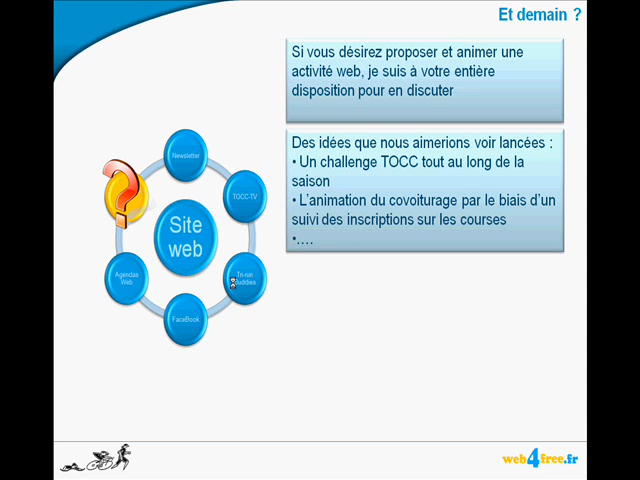 Et demain ?
Si vous désirez proposer et animer une
activité web, je suis à votre entière
disposition pour en discuter
Des idées que nous aimerions voir lancées :
• Un challenge TOCC tout au long de la
saison
• L'animation du covoiturage par le biais d'un
suivi des inscriptions sur les courses
•….
Newsletter
?
TOCC-TV
Site
web
Agendas
Web
Tri-run
Buddies
FaceBook
web4free.fr